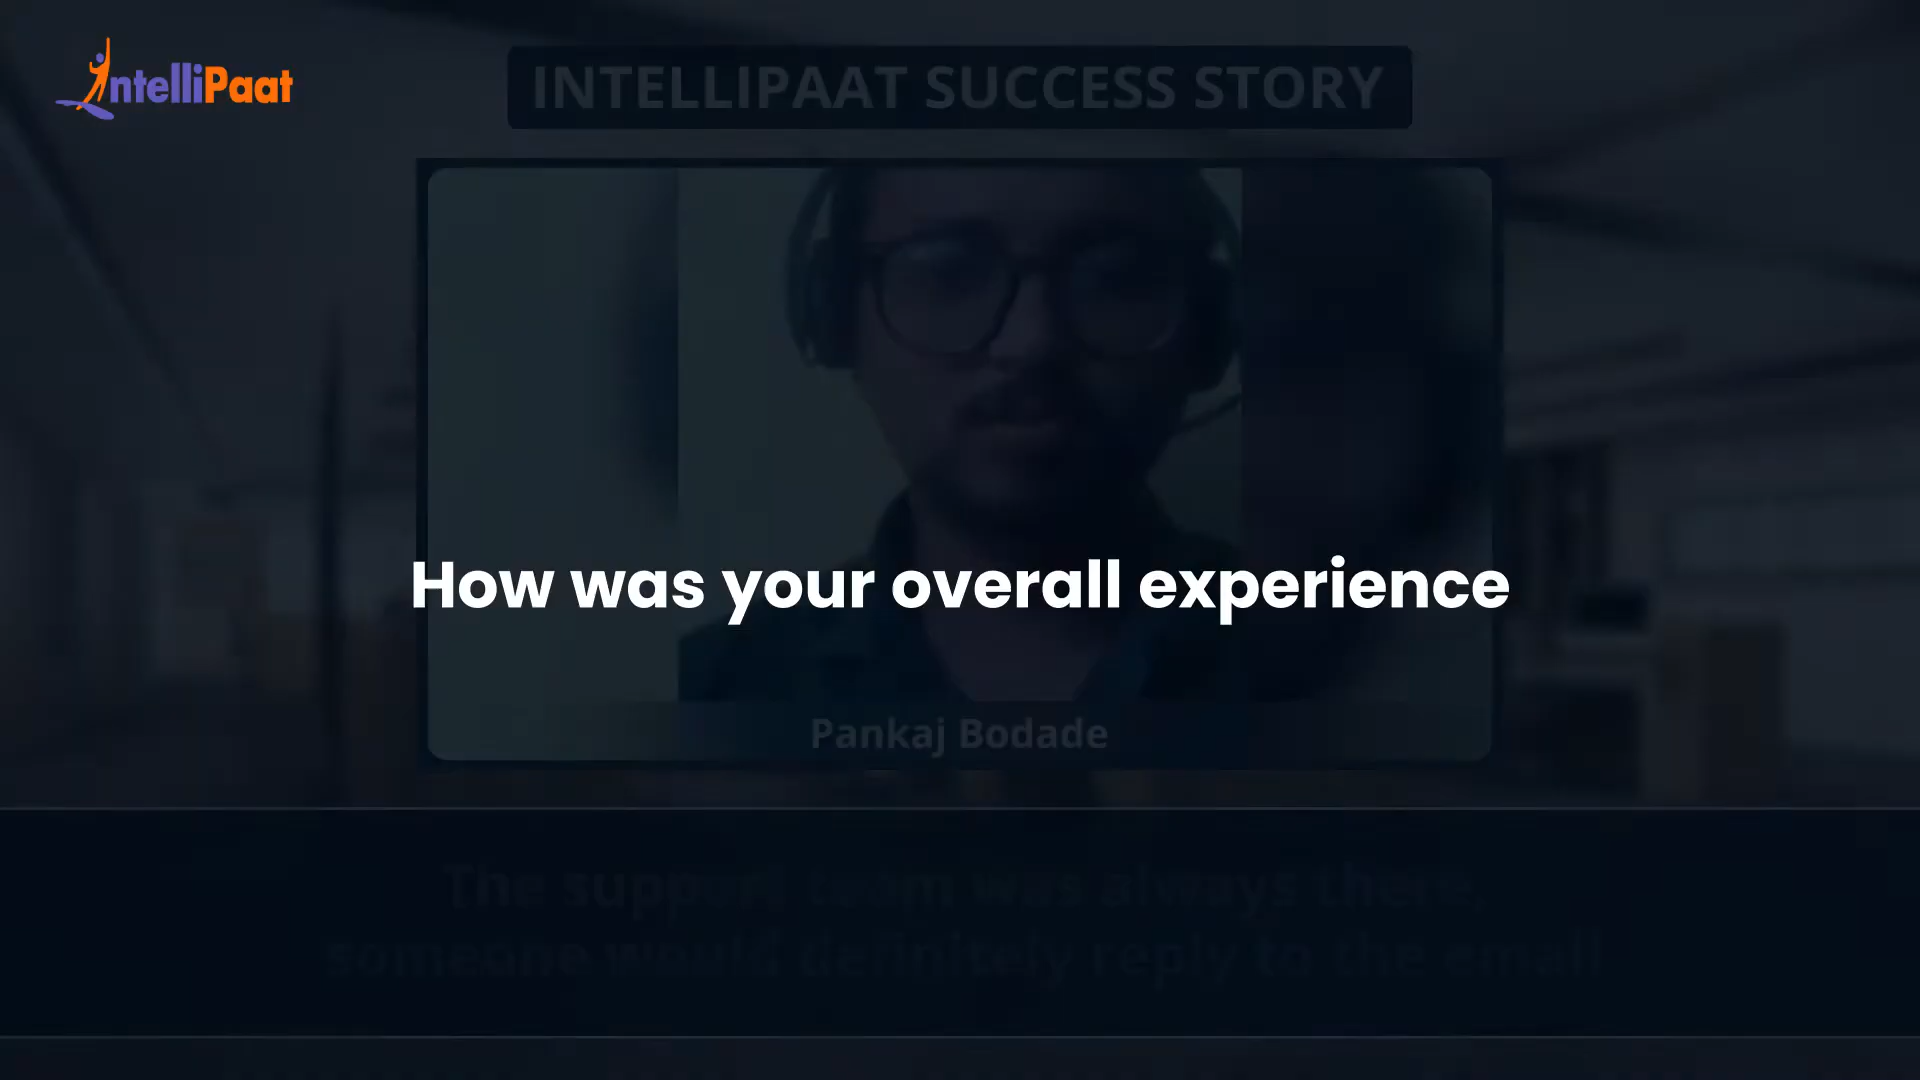 IntelliPaat
INTELLIPAAT SUCCESS STORY
How was your overall experience
Pankaj Bodade
The support team was always there,
someone would definitely reply to the email